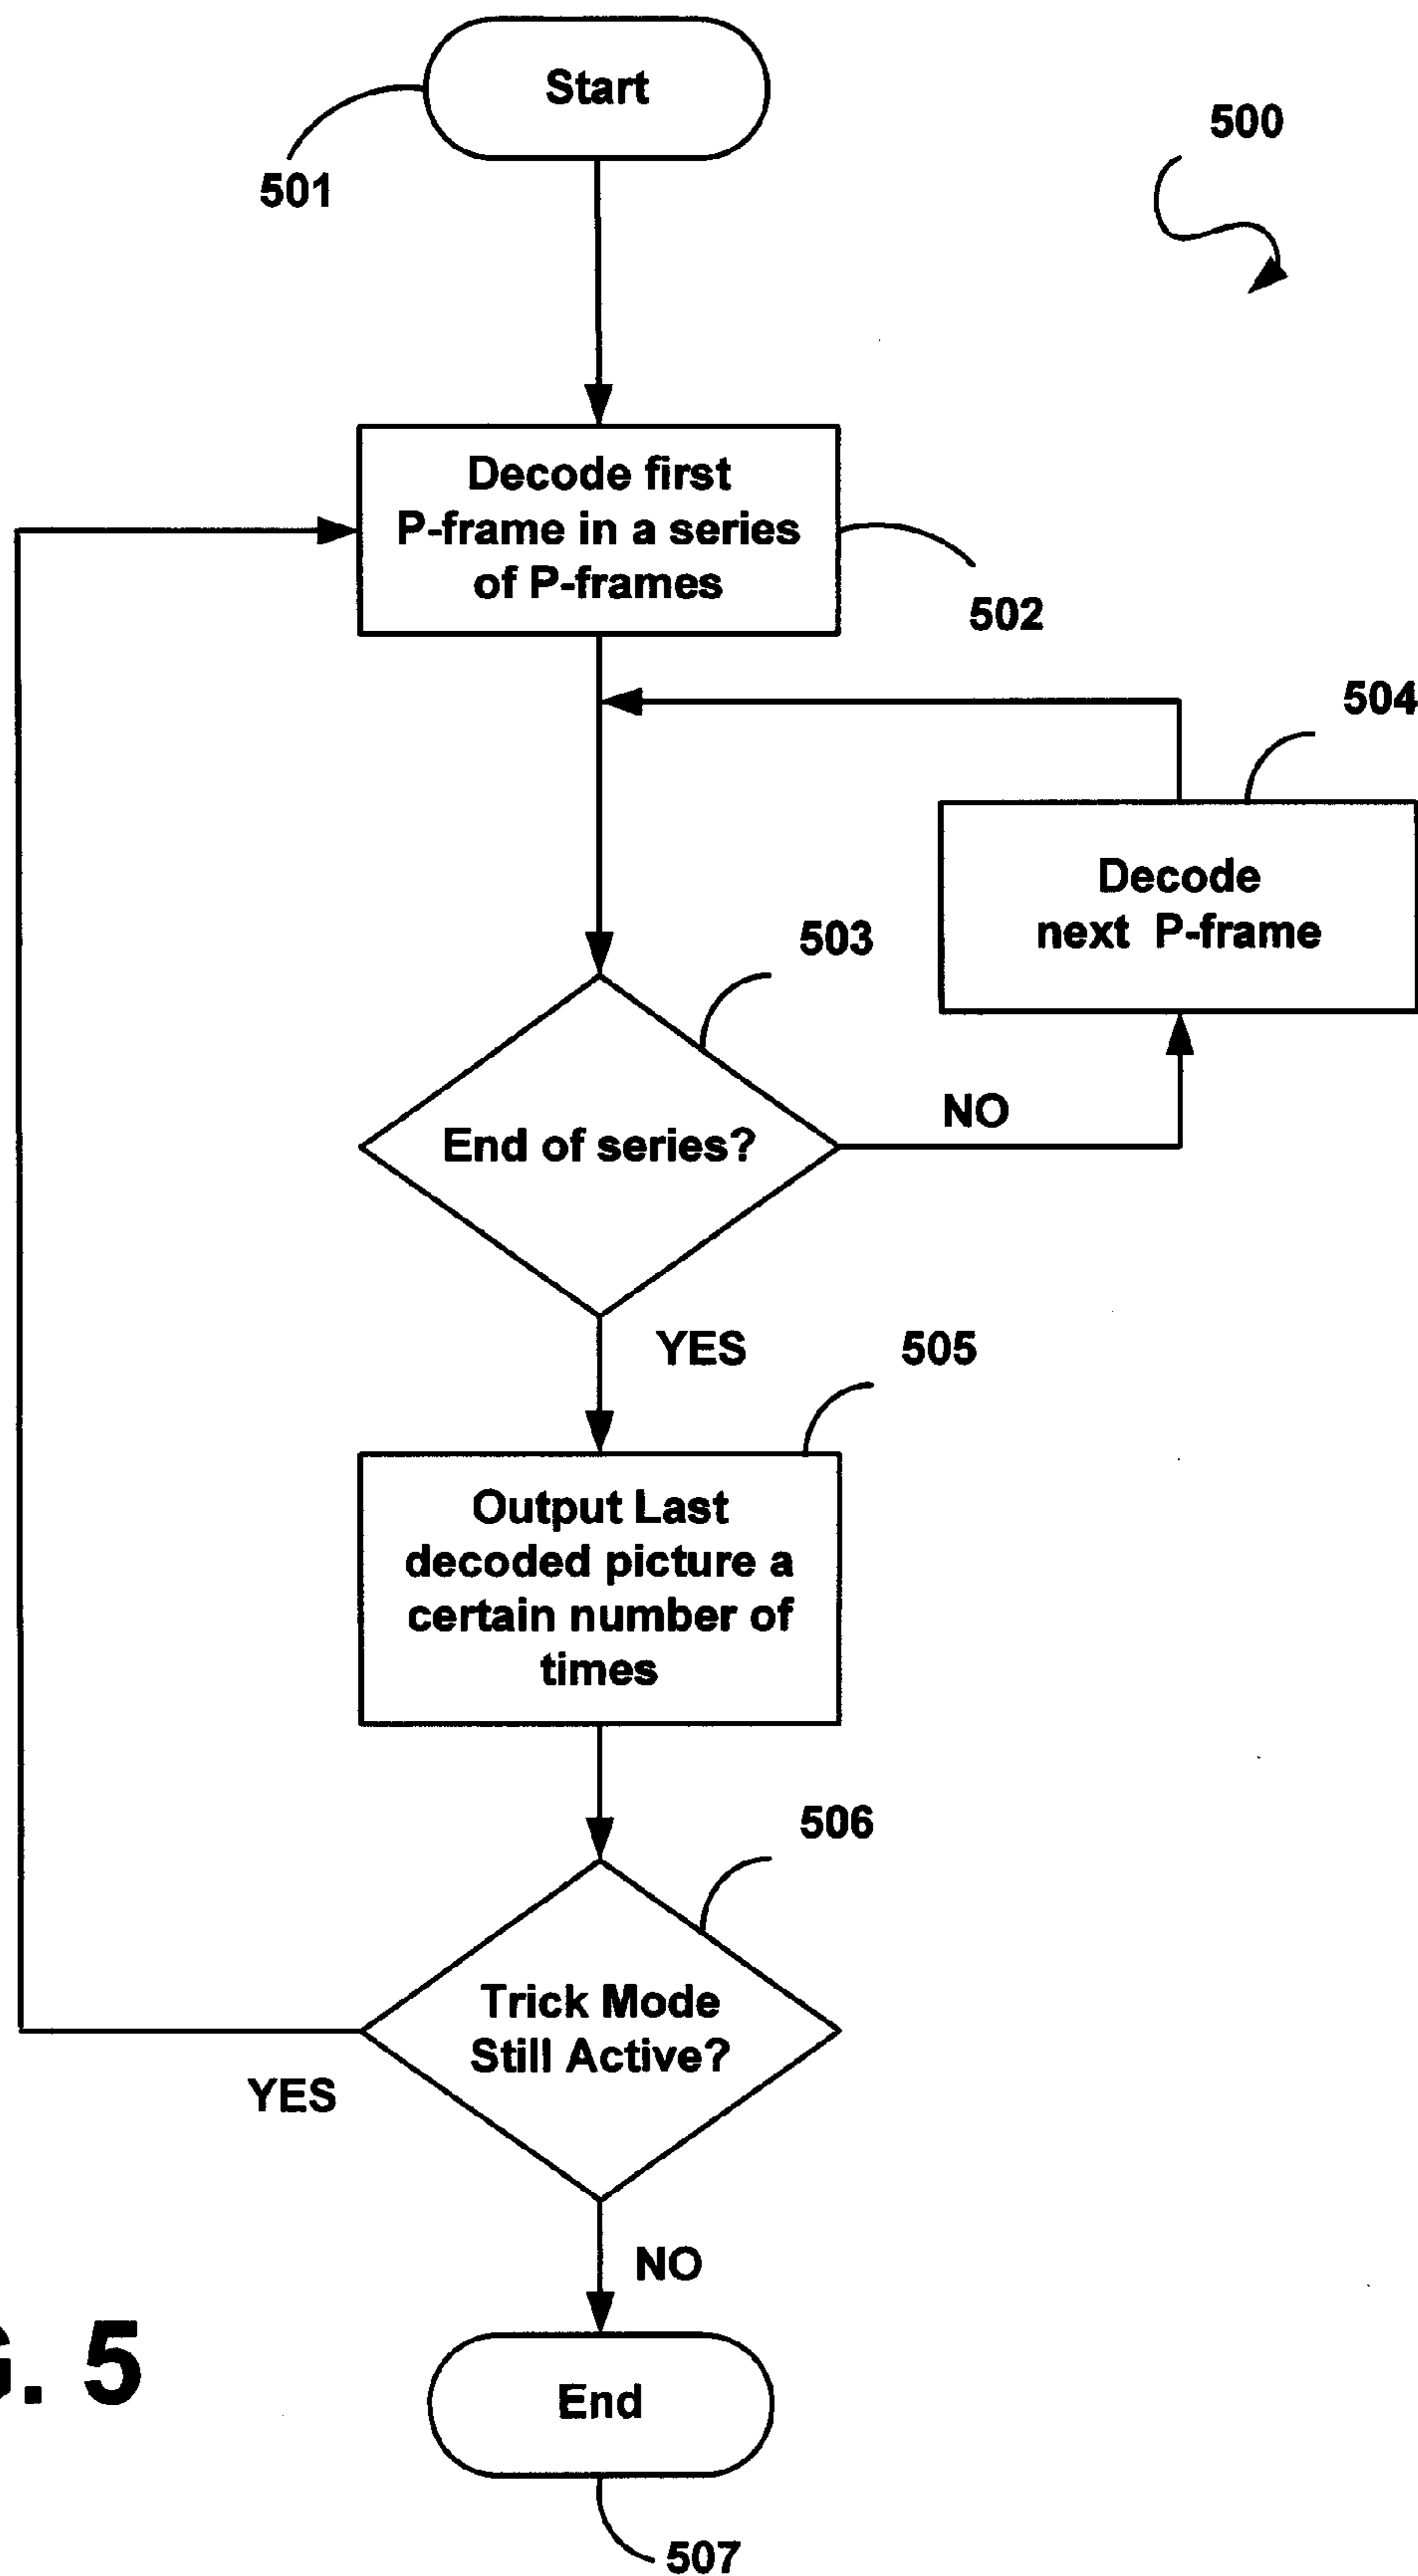 Start
500
501
Decode first
P-frame in a series
of P-frames
502
504
Decode
next P-frame
503
End of series?
NO
YES
505
Output Last
decoded picture a
certain number of
times
506
Trick Mode
Still Active?
YES
NO
G. 5
End
507